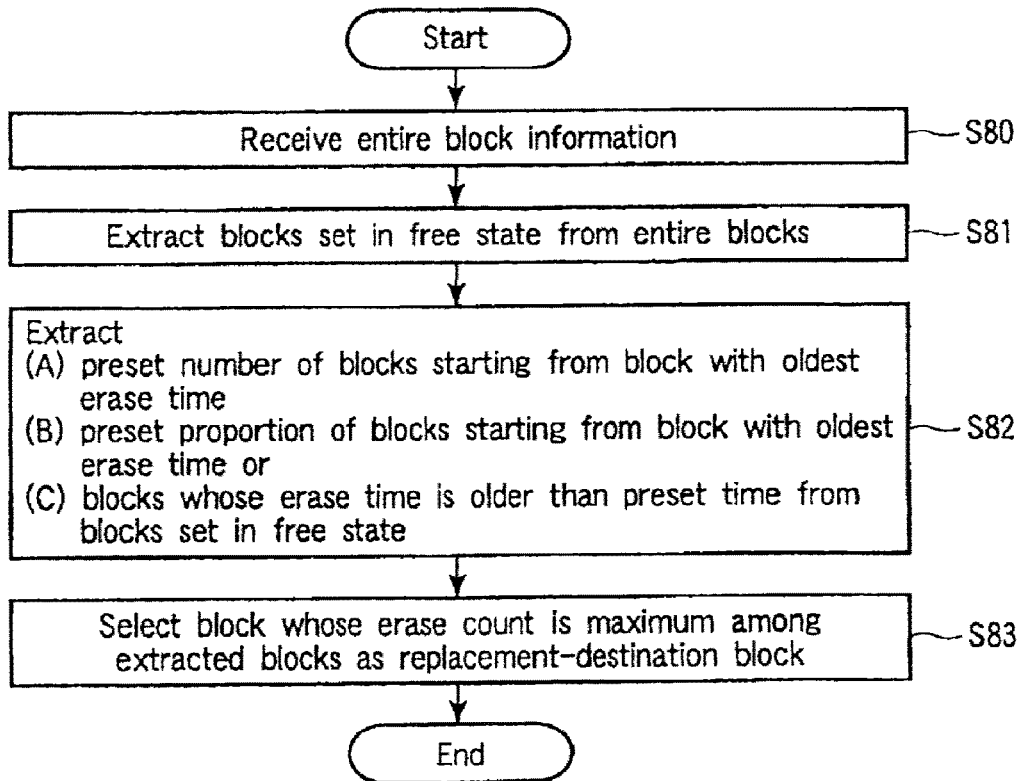 Start
Receive entire block information
S80
Extract blocks set in free state from entire blocks
S81
Extract
(A) preset number of blocks starting from block with oldest
erase time
(B) preset proportion of blocks starting from block with oldest
erase time or
(C) blocks whose erase time is older than preset time from
blocks set in free state
S82
Select block whose erase count is maximum among
extracted blocks as replacement-destination block
S83
End